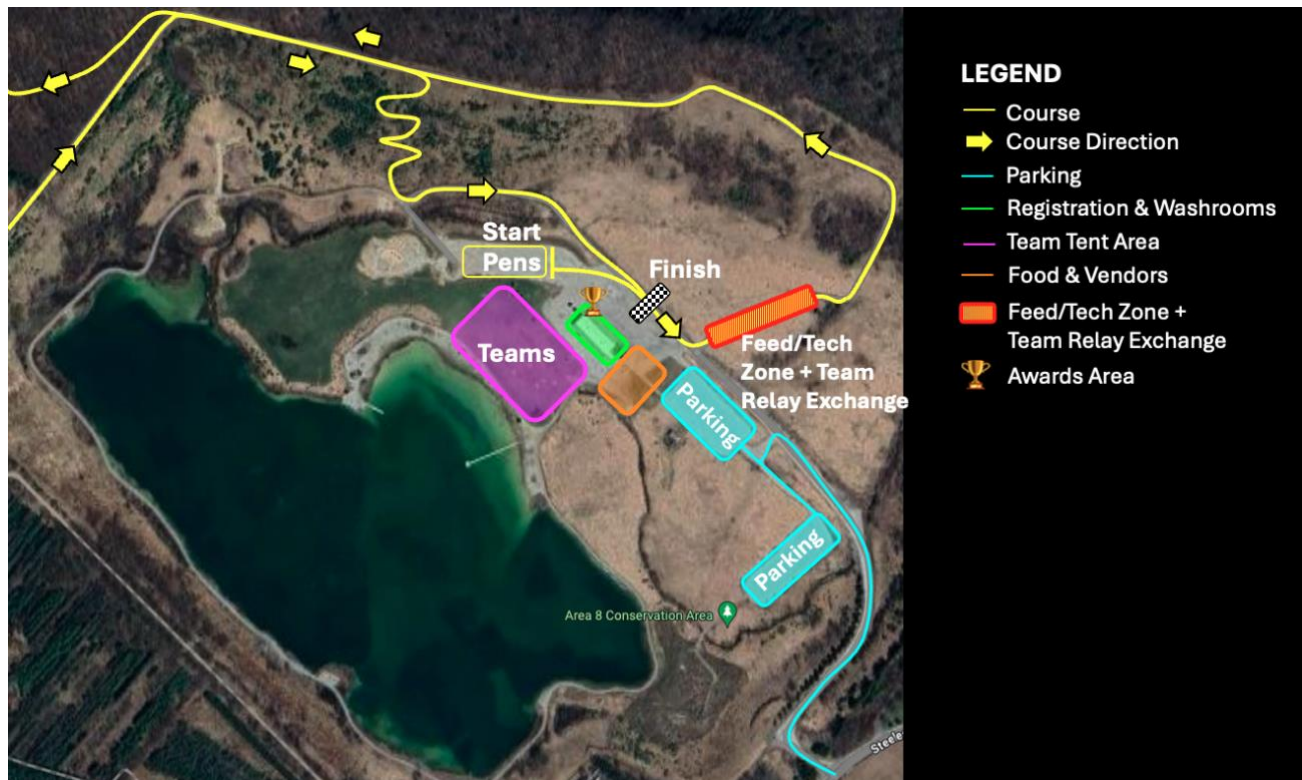 Start
Pens
Finish
Teams
Feed/Tech
Zone + Team
Relay Exchange
Parking
Parking
Area 8 Conservation Area
LEGEND
Course
Course Direction
Parking
Registration & Washrooms
Team Tent Area
Food & Vendors
Feed/Tech Zone +
Team Relay Exchange
Awards Area